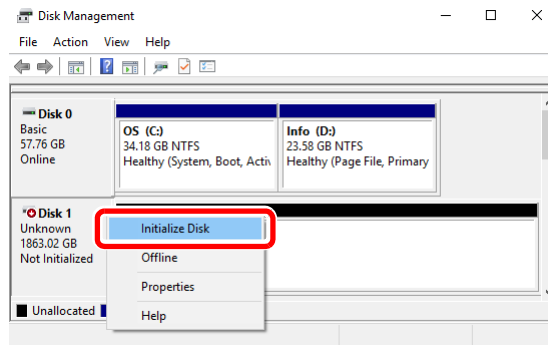 Disk Management
File Action View Help
Disk 0
Basic
57.76 GB
Online
OS (C:)
34.18 GB NTFS
Healthy (System, Boot, Activ
Info (D:)
23.58 GB NTFS
Healthy (Page File, Primary
Disk 1
Unknown
1863.02 GB
Not Initialized
Initialize Disk
Offline
Properties
Help
Unallocated